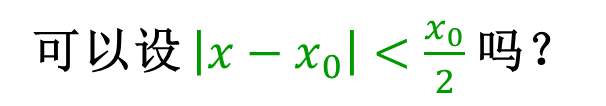 可以设 |x − x₀| < x₀/2 吗？